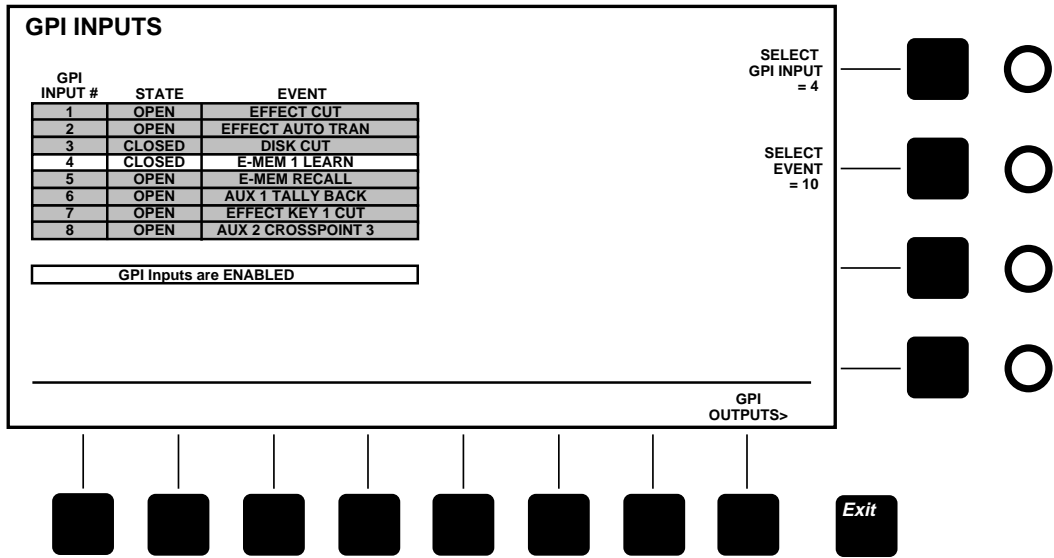 GPI INPUTS
SELECT
GPI INPUT
= 4
GPI
INPUT # STATE EVENT
1 OPEN EFFECT CUT
2 OPEN EFFECT AUTO TRAN
3 CLOSED DISK CUT
4 CLOSED E-MEM 1 LEARN
5 OPEN E-MEM RECALL
6 OPEN AUX 1 TALLY BACK
7 OPEN EFFECT KEY 1 CUT
8 OPEN AUX 2 CROSSPOINT 3
SELECT
EVENT
= 10
GPI Inputs are ENABLED
GPI
OUTPUTS>
Exit